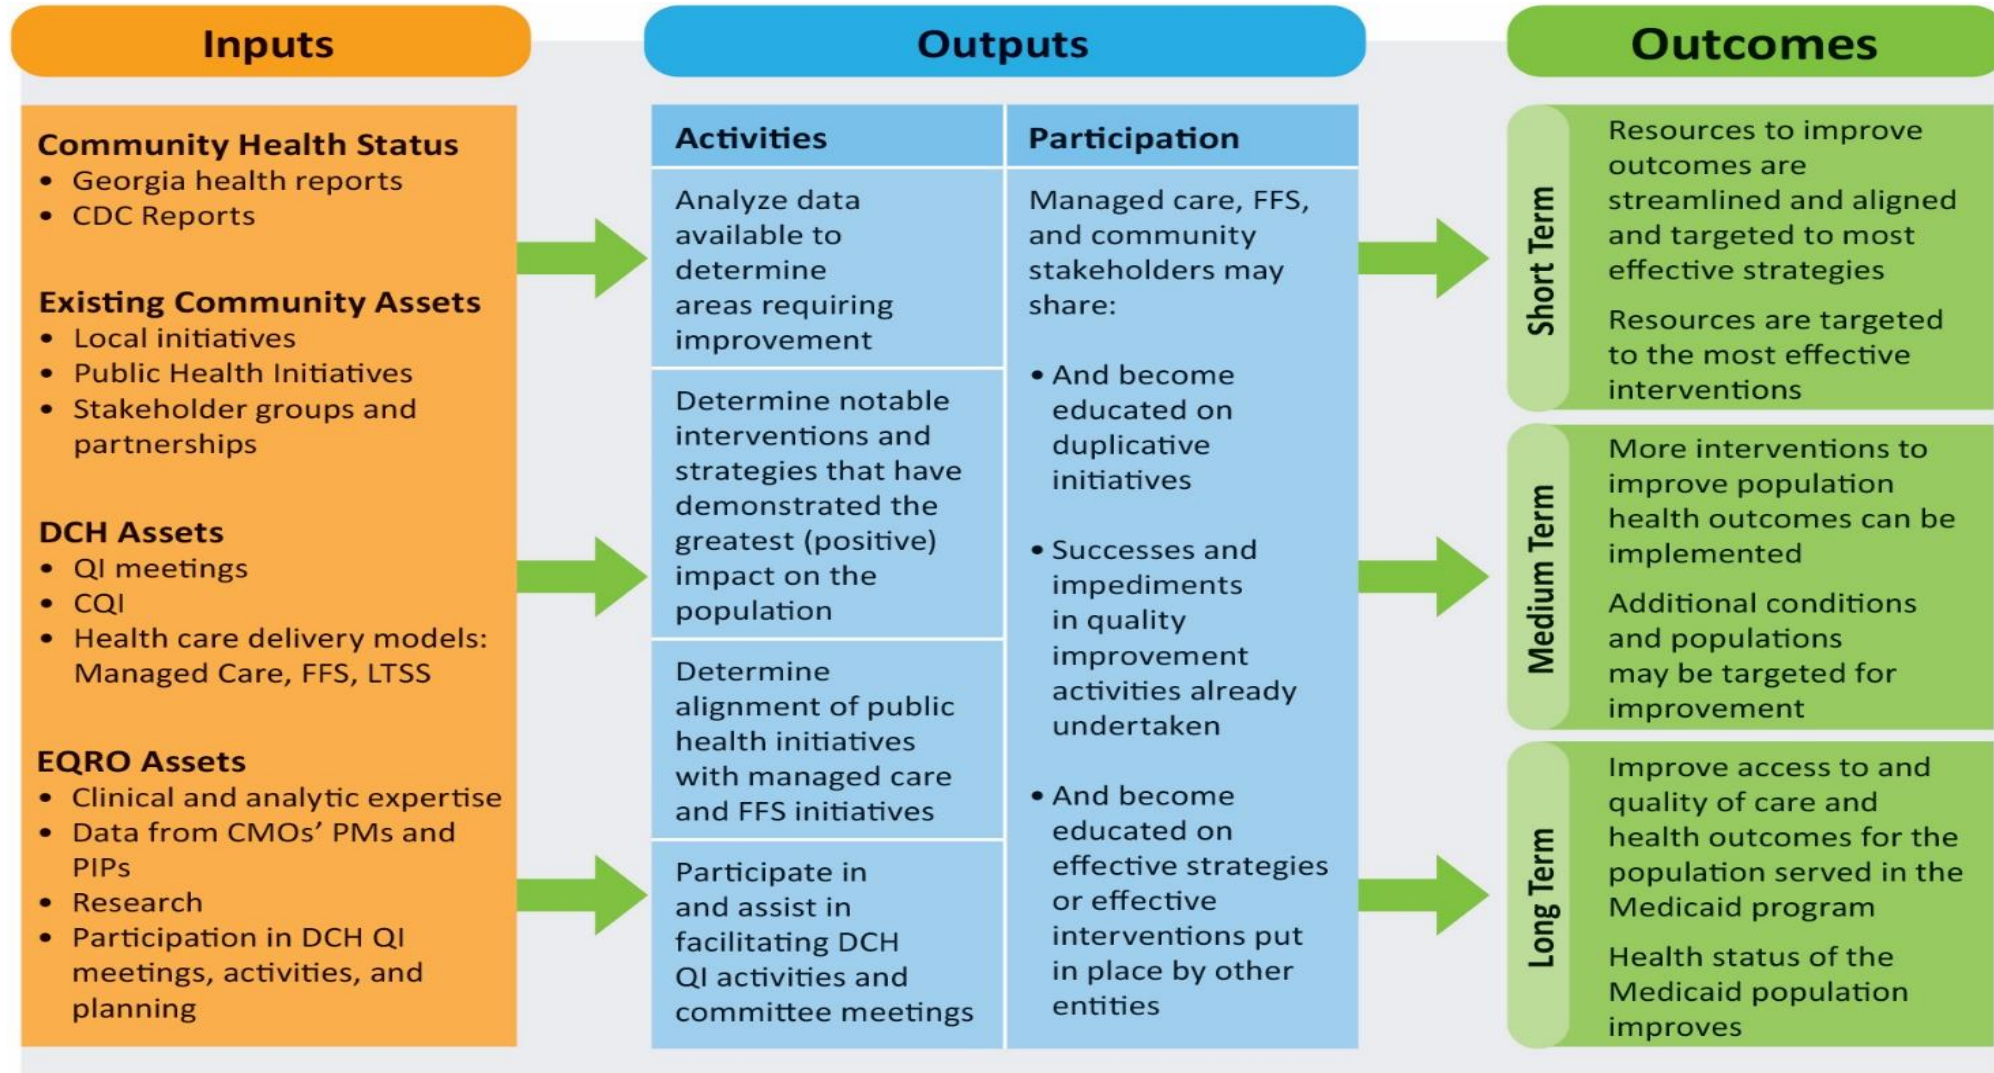 Inputs
Community Health Status
• Georgia health reports
• CDC Reports
Existing Community Assets
• Local initiatives
• Public Health Initiatives
• Stakeholder groups and
partnerships
DCH Assets
• QI meetings
• CQI
• Health care delivery models:
Managed Care, FFS, LTSS
EQRO Assets
• Clinical and analytic expertise
• Data from CMOs’ PMs and
PIPs
• Research
• Participation in DCH QI
meetings, activities, and
planning
Outputs
Activities
Analyze data
available to
determine
areas requiring
improvement
Determine notable
interventions and
strategies that have
demonstrated the
greatest (positive)
impact on the
population
Determine
alignment of public
health initiatives
with managed care
and FFS initiatives
Participate in
and assist in
facilitating DCH
QI activities and
committee meetings
Participation
Managed care, FFS,
and community
stakeholders may
share:
• And become
educated on
duplicative
initiatives
• Successes and
impediments
in quality
improvement
activities already
undertaken
• And become
educated on
effective strategies
or effective
interventions put
in place by other
entities
Outcomes
Short Term
Resources to improve
outcomes are
streamlined and aligned
and targeted to most
effective strategies
Resources are targeted
to the most effective
interventions
Medium Term
More interventions to
improve population
health outcomes can be
implemented
Additional conditions
and populations
may be targeted for
improvement
Long Term
Improve access to and
quality of care and
health outcomes for the
population served in the
Medicaid program
Health status of the
Medicaid population
improves